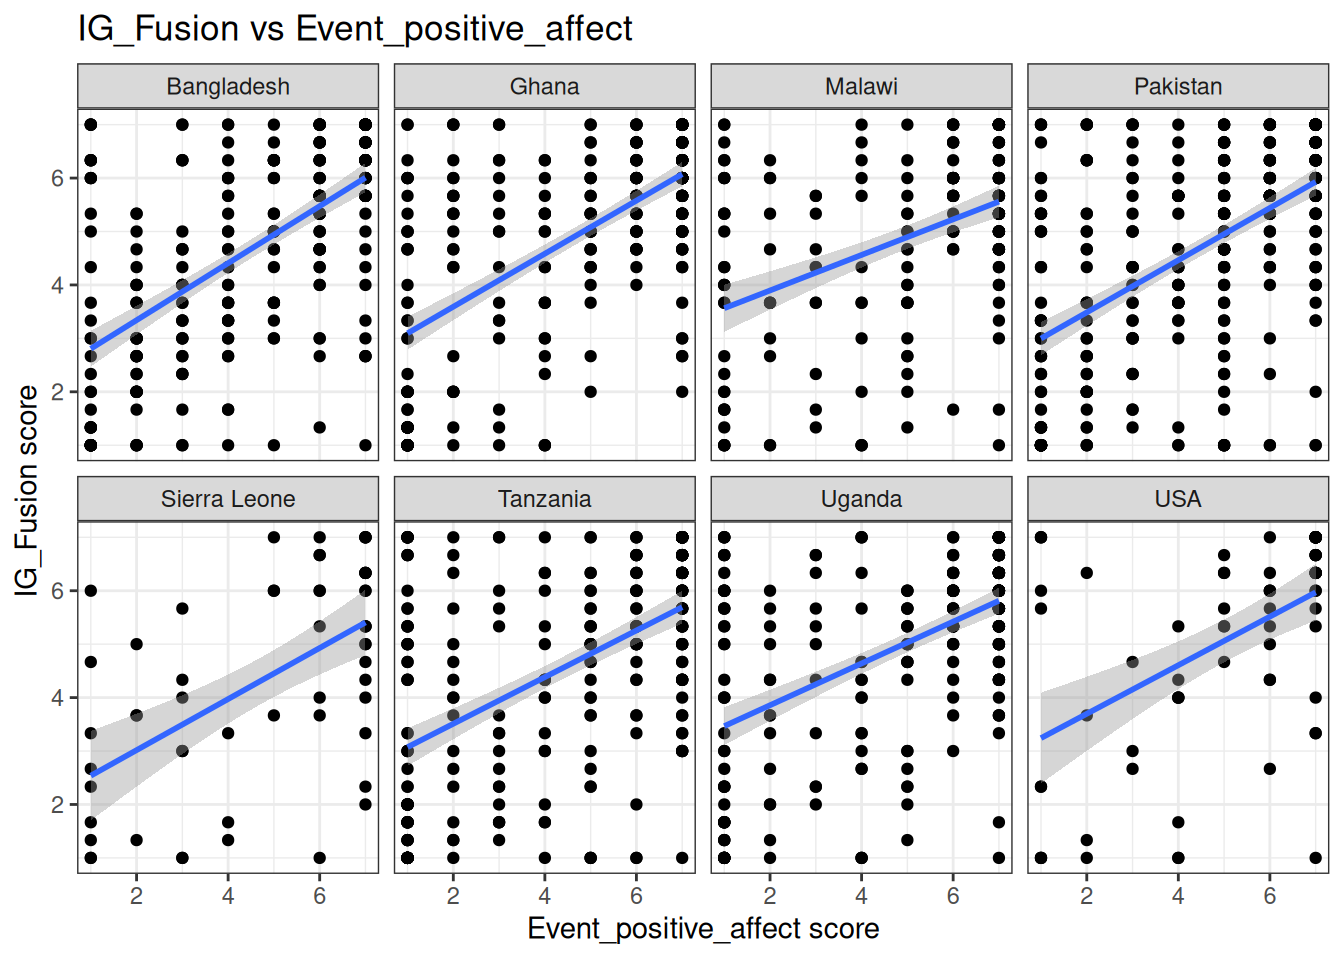 IG_Fusion vs Event_positive_affect
Bangladesh
Ghana
Malawi
Pakistan
6
4
2
Sierra Leone
Tanzania
Uganda
USA
6
4
2
2 4 6
2 4 6
2 4 6
2 4 6
Event_positive_affect score
IG_Fusion score